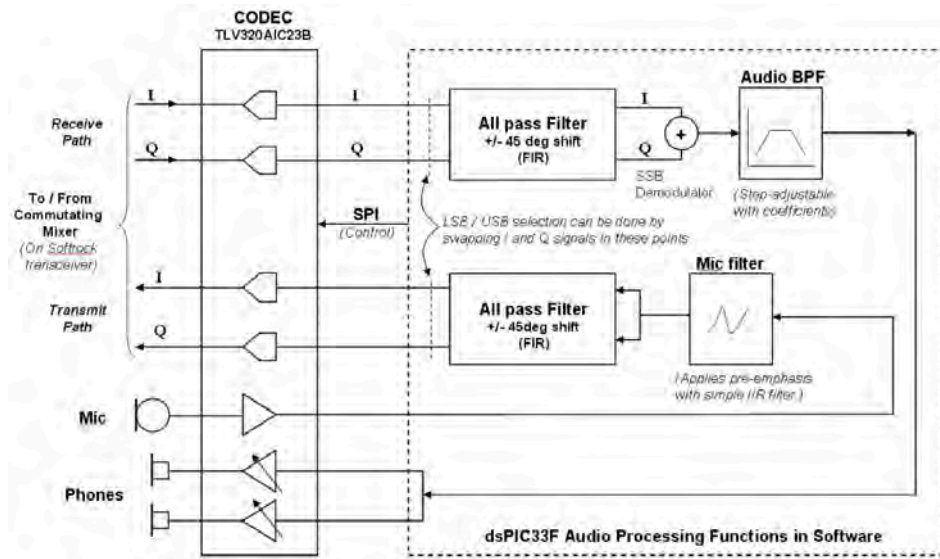 CODEC
TLV320AIC23B
Receive
Path
I
Q
I
Q
All pass Filter
+/- 45 deg shift
(FIR)
I
Q
+
SSB
Demodulator
Audio BPF
(Step-adjustable
with coefficients)
To / From
Commutating
Mixer
(On Softrock
transceiver)
SPI
(Control)
LSB / USB selection can be done by
swapping I and Q signals in these points
Transmit
Path
I
Q
All pass Filter
+/- 45deg shift
(FIR)
Mic filter
(Applies pre-emphasis
with simple IIR filter.)
Mic
Phones
dsPIC33F Audio Processing Functions in Software